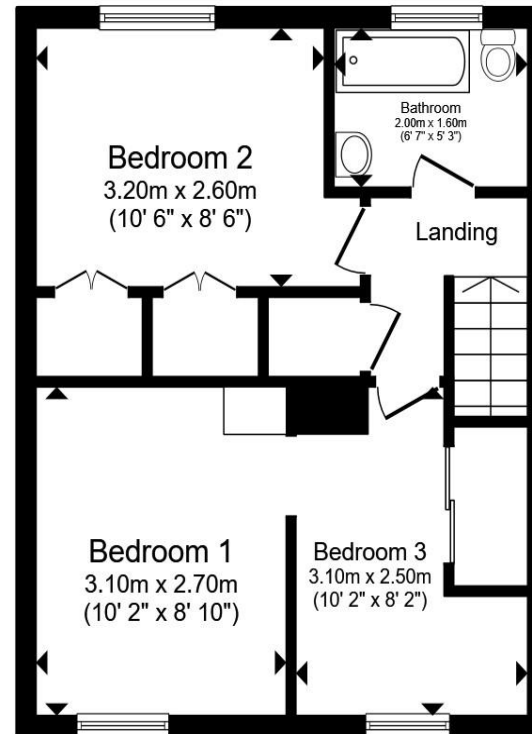 Bathroom
2.00m x 1.60m
(6' 7" x 5' 3")
Bedroom 2
3.20m x 2.60m
(10' 6" x 8' 6")
Landing
Bedroom 1
3.10m x 2.70m
(10' 2" x 8' 10")
Bedroom 3
3.10m x 2.50m
(10' 2" x 8' 2")